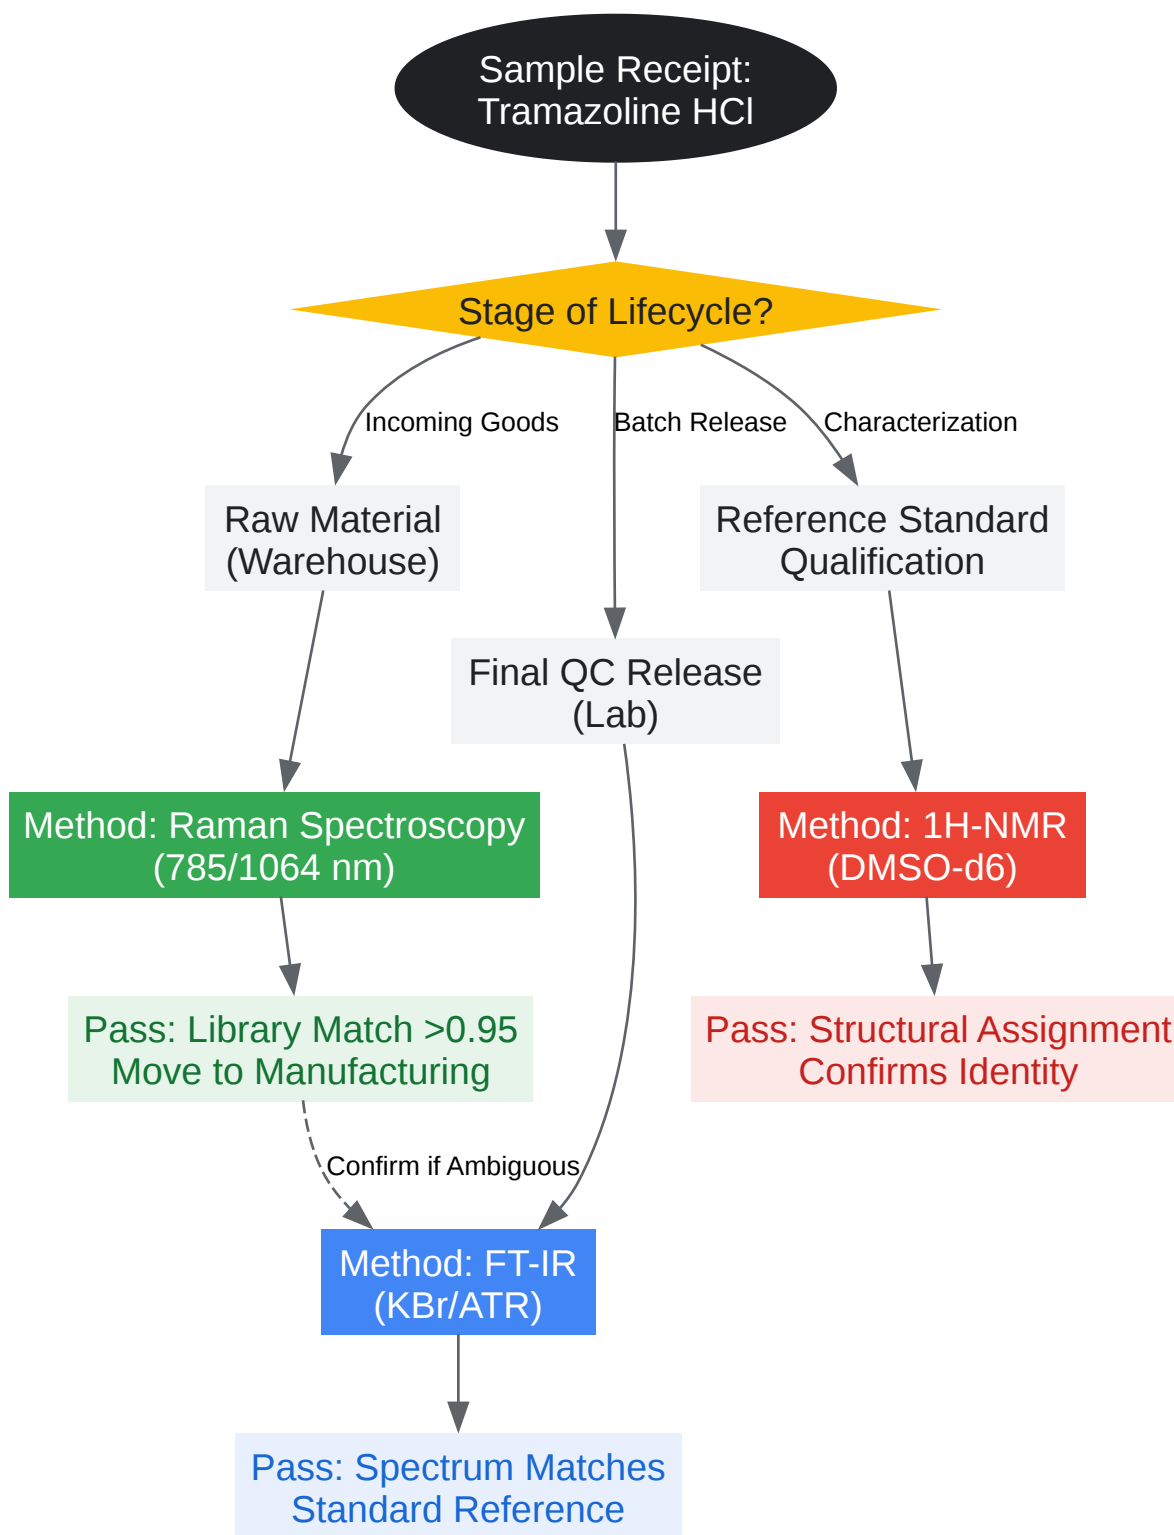 Sample Receipt:
Tramazoline HCl
Stage of Lifecycle?
Incoming Goods
Batch Release
Characterization
Raw Material
(Warehouse)
Reference Standard
Qualification
Final QC Release
(Lab)
Method: Raman Spectroscopy
(785/1064 nm)
Method: 1H-NMR
(DMSO-d6)
Pass: Library Match >0.95
Move to Manufacturing
Pass: Structural Assignment
Confirms Identity
Confirm if Ambiguous
Method: FT-IR
(KBr/ATR)
Pass: Spectrum Matches
Standard Reference